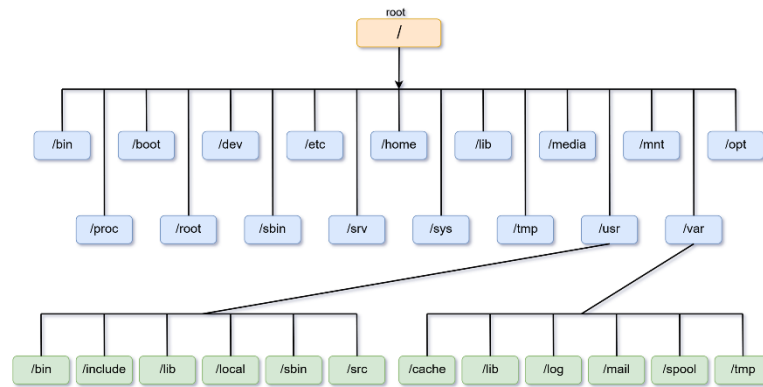 root
/
/bin /boot /dev /etc /home /lib /media /mnt /opt
/proc /root /sbin /srv /sys /tmp /usr /var
/bin /include /lib /local /sbin /src /cache /lib /log /mail /spool /tmp